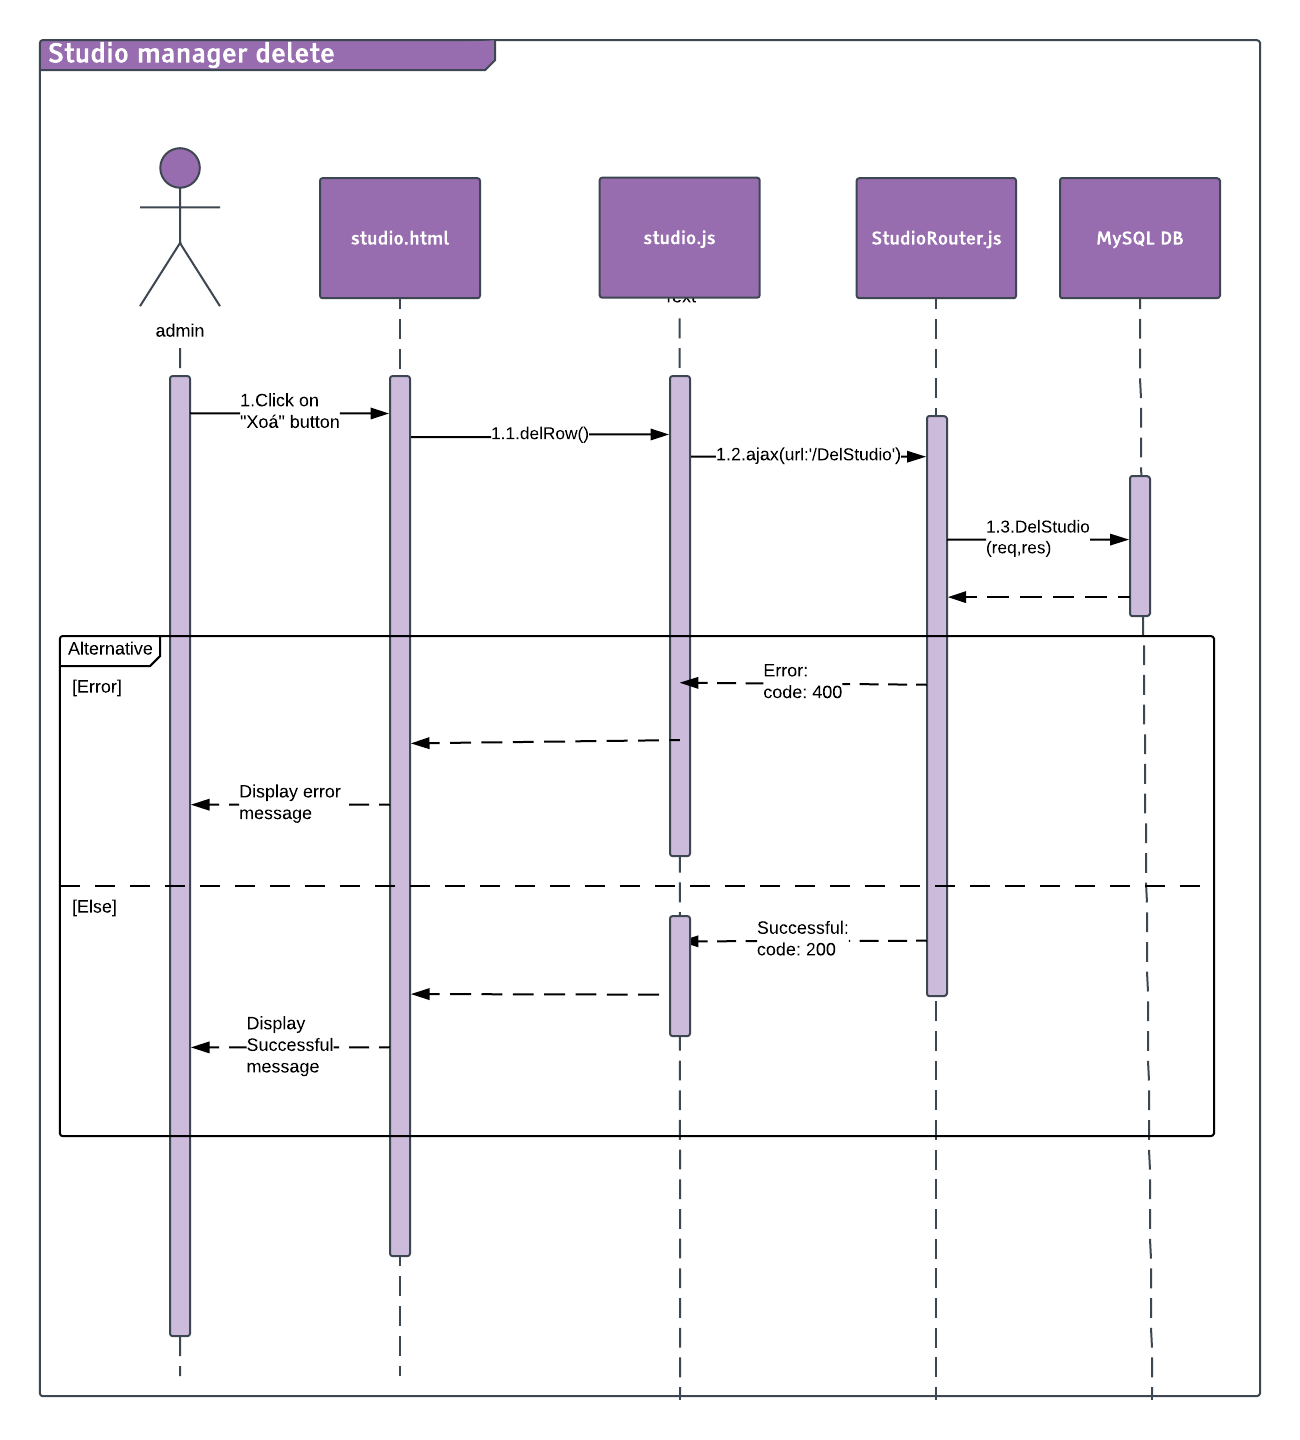 Studio manager delete
studio.html
studio.js
StudioRouter.js
MySQL DB
Text
admin
1.Click on
"Xoá" button
1.1.delRow()
1.2.ajax(url:'/DelStudio')
1.3.DelStudio
(req,res)
Alternative
[Error]
Error:
code: 400
Display error
message
[Else]
Successful:
code: 200
Display
Successful
message